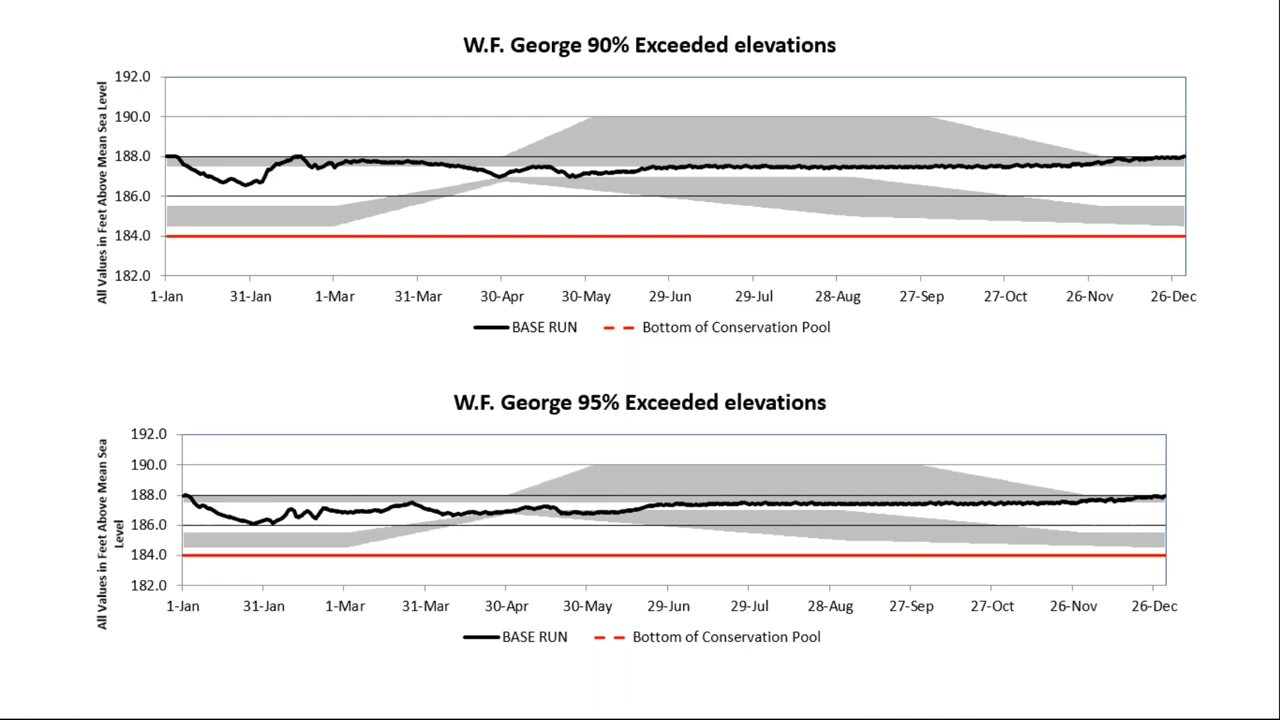 W.F. George 90% Exceeded elevations
All Values in Feet Above Mean Sea Level
192.0
190.0
188.0
186.0
184.0
182.0
1-Jan 31-Jan 1-Mar 31-Mar 30-Apr 30-May 29-Jun 29-Jul 28-Aug 27-Sep 27-Oct 26-Nov 26-Dec
BASE RUN Bottom of Conservation Pool
W.F. George 95% Exceeded elevations
All Values in Feet Above Mean Sea
Level
192.0
190.0
188.0
186.0
184.0
182.0
1-Jan 31-Jan 1-Mar 31-Mar 30-Apr 30-May 29-Jun 29-Jul 28-Aug 27-Sep 27-Oct 26-Nov 26-Dec
BASE RUN Bottom of Conservation Pool